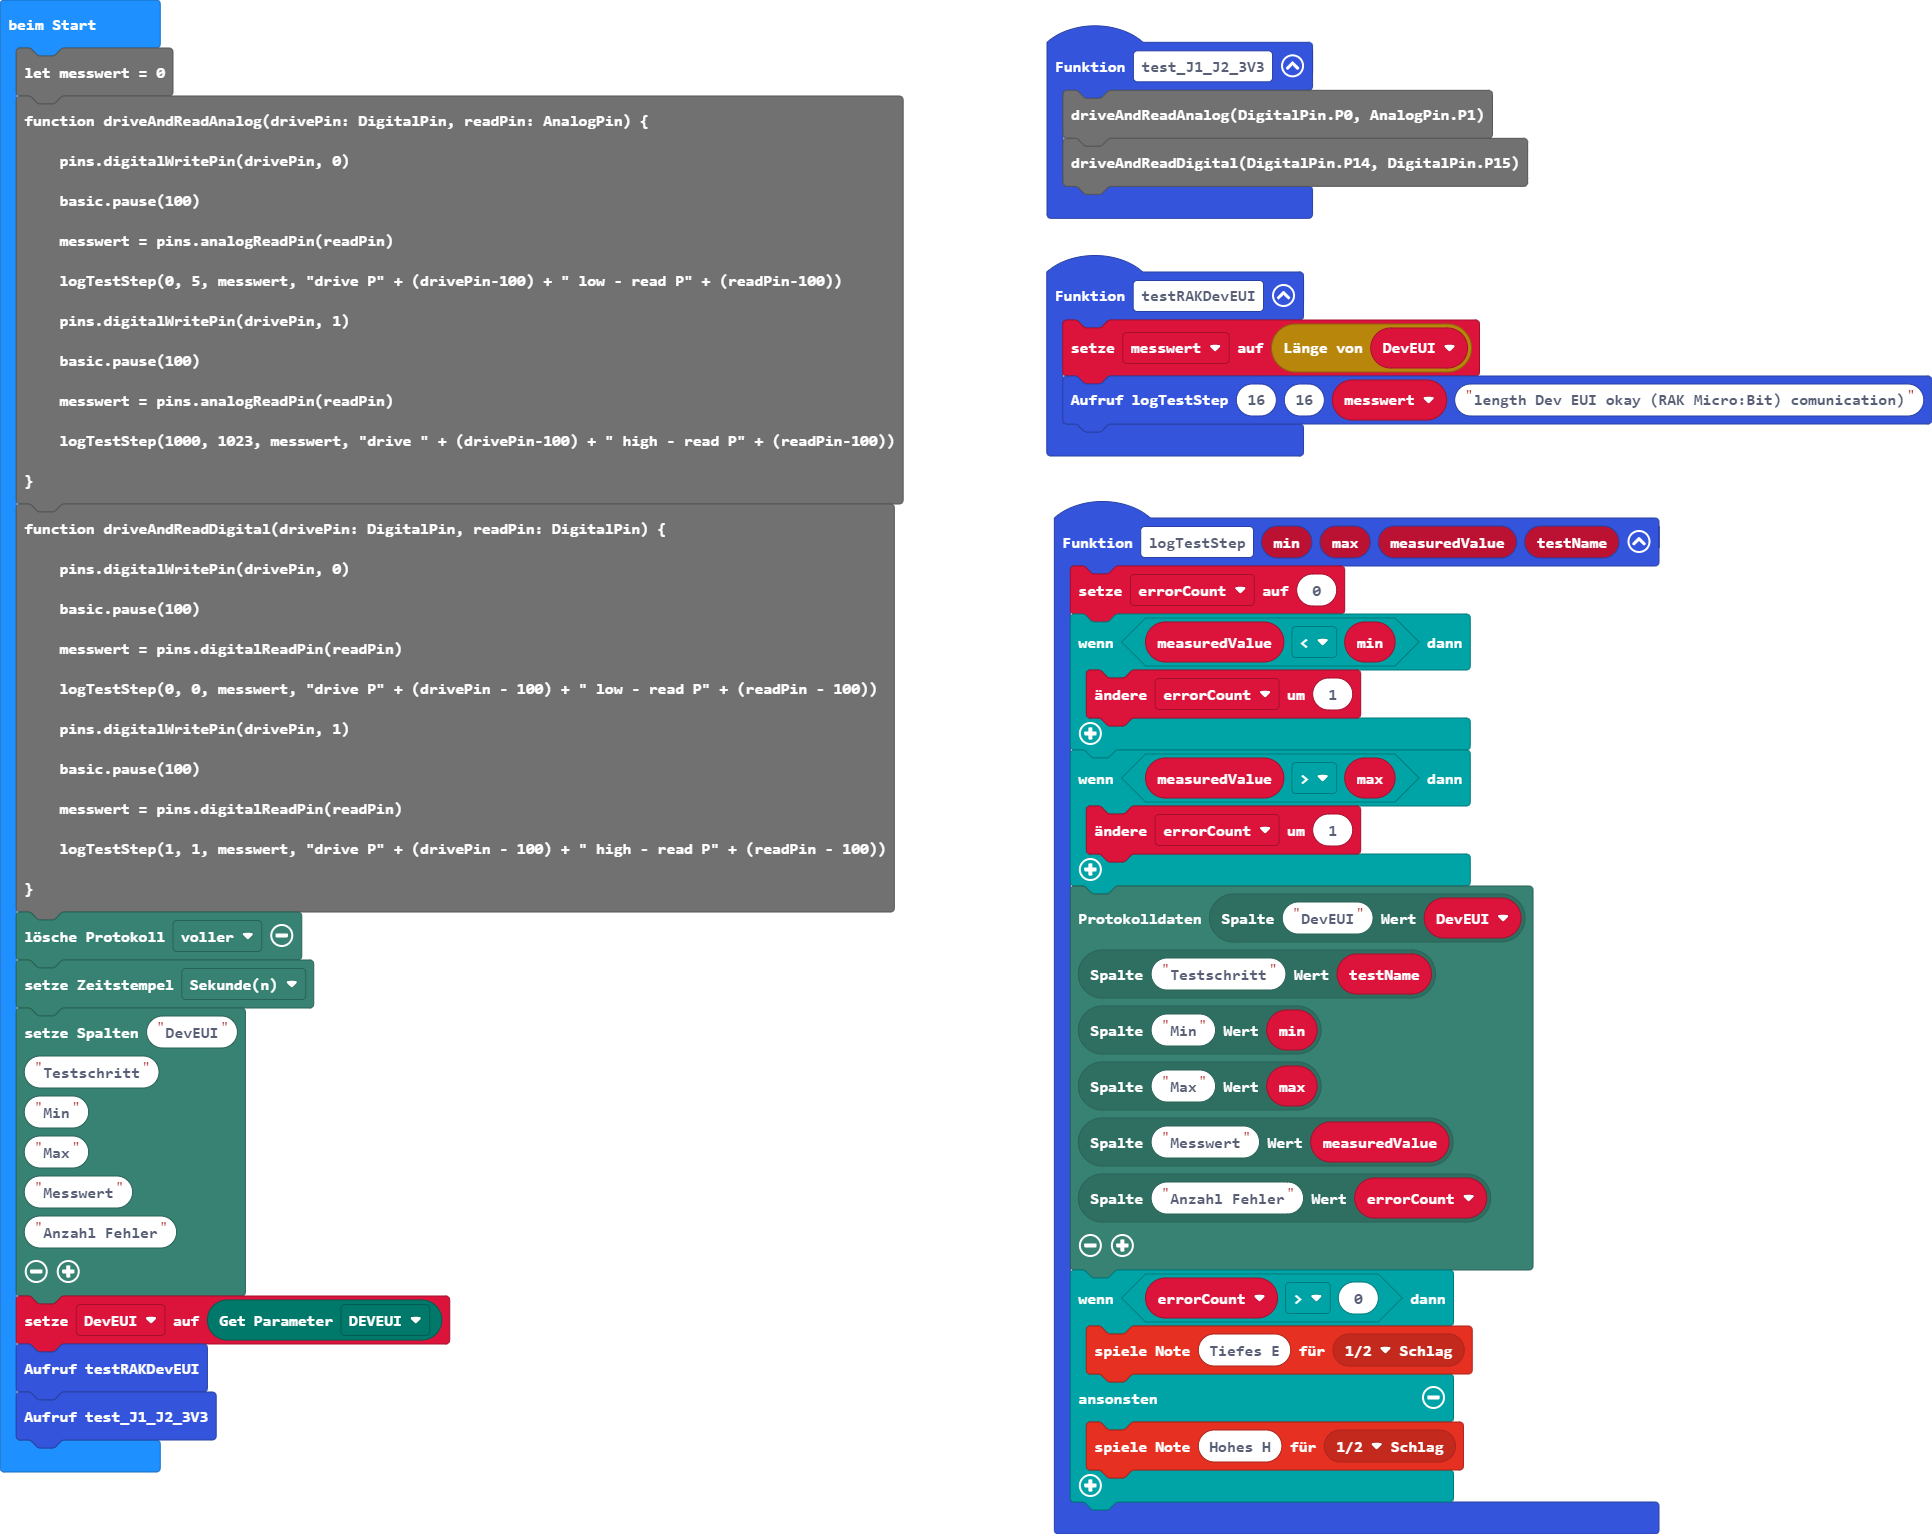 beim Start
let messwert = 0
function driveAndReadAnalog(drivePin: DigitalPin, readPin: AnalogPin) {
pins.digitalWritePin(drivePin, 0)
basic.pause(100)
messwert = pins.analogReadPin(readPin)
logTestStep(0, 5, messwert, "drive P" + (drivePin-100) + " low - read P" + (readPin-100))
pins.digitalWritePin(drivePin, 1)
basic.pause(100)
messwert = pins.analogReadPin(readPin)
logTestStep(1000, 1023, messwert, "drive " + (drivePin-100) + " high - read P" + (readPin-100))
}
function driveAndReadDigital(drivePin: DigitalPin, readPin: DigitalPin) {
pins.digitalWritePin(drivePin, 0)
basic.pause(100)
messwert = pins.digitalReadPin(readPin)
logTestStep(0, 0, messwert, "drive P" + (drivePin - 100) + " low - read P" + (readPin - 100))
pins.digitalWritePin(drivePin, 1)
basic.pause(100)
messwert = pins.digitalReadPin(readPin)
logTestStep(1, 1, messwert, "drive P" + (drivePin - 100) + " high - read P" + (readPin - 100))
}
lösche Protokoll voller
setze Zeitstempel Sekunde(n)
setze Spalten "DevEUI"
"Testschritt"
"Min"
"Max"
"Messwert"
"Anzahl Fehler"
setze DevEUI auf Get Parameter DEVEUI
Aufruf testRAKDevEUI
Aufruf test_J1_J2_3V3
Funktion test_J1_J2_3V3
driveAndReadAnalog(DigitalPin.P0, AnalogPin.P1)
driveAndReadDigital(DigitalPin.P14, DigitalPin.P15)
Funktion testRAKDevEUI
setze messwert auf Länge von DevEUI
Aufruf logTestStep 16 16 messwert "length Dev EUI okay (RAK Micro:Bit) comunication)"
Funktion logTestStep min max measuredValue testName
setze errorCount auf 0
wenn measuredValue < min dann
ändere errorCount um 1
wenn measuredValue > max dann
ändere errorCount um 1
Protokolldaten Spalte "DevEUI" Wert DevEUI
Spalte "Testschritt" Wert testName
Spalte "Min" Wert min
Spalte "Max" Wert max
Spalte "Messwert" Wert measuredValue
Spalte "Anzahl Fehler" Wert errorCount
wenn errorCount > 0 dann
spiele Note Tiefes E für 1/2 Schlag
ansonsten
spiele Note Hohes H für 1/2 Schlag